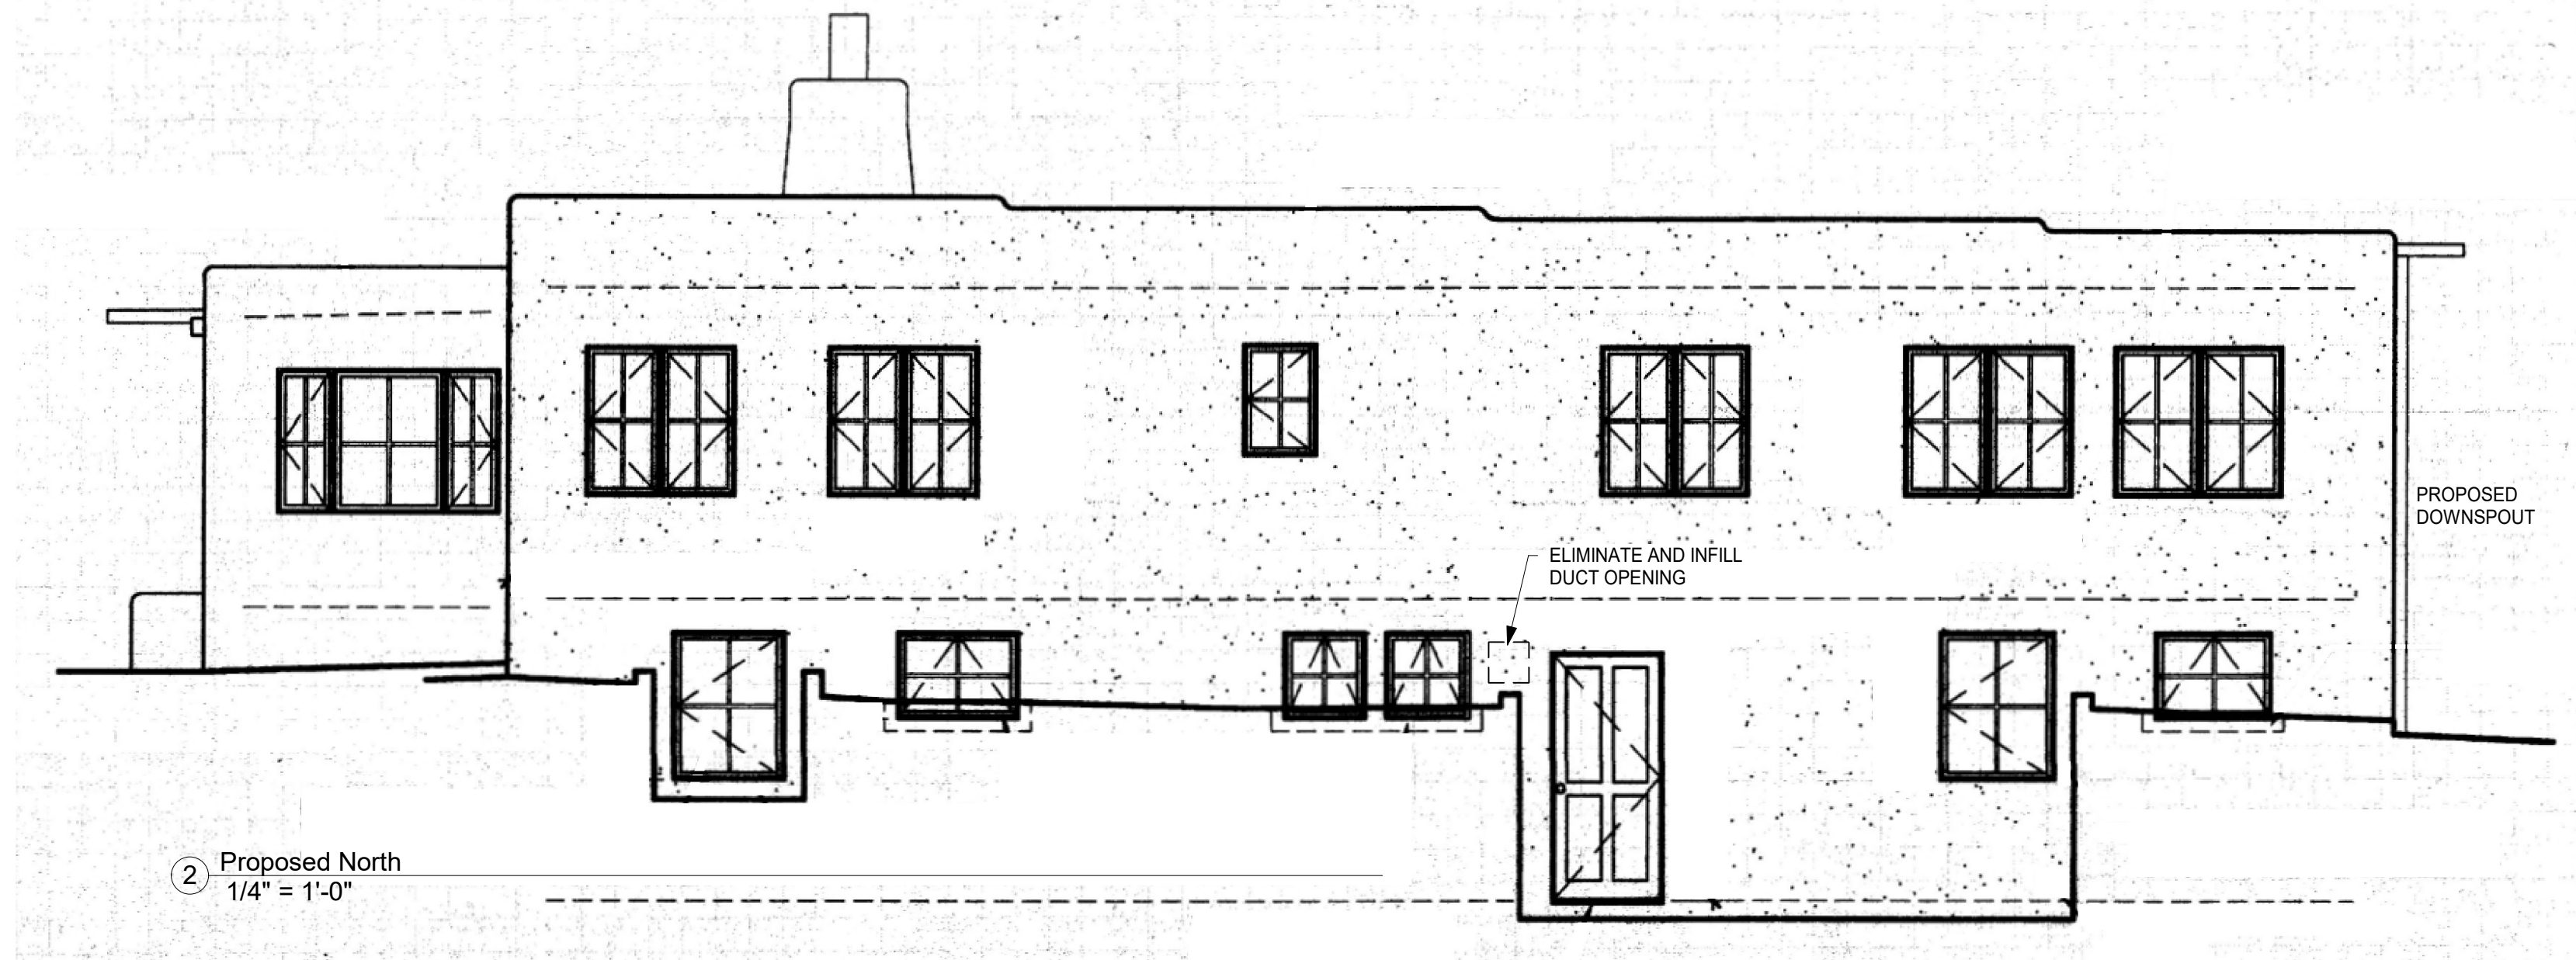 PROPOSED
DOWNSPOUT
ELIMINATE AND INFILL
DUCT OPENING
2
Proposed North
1/4" = 1'-0"